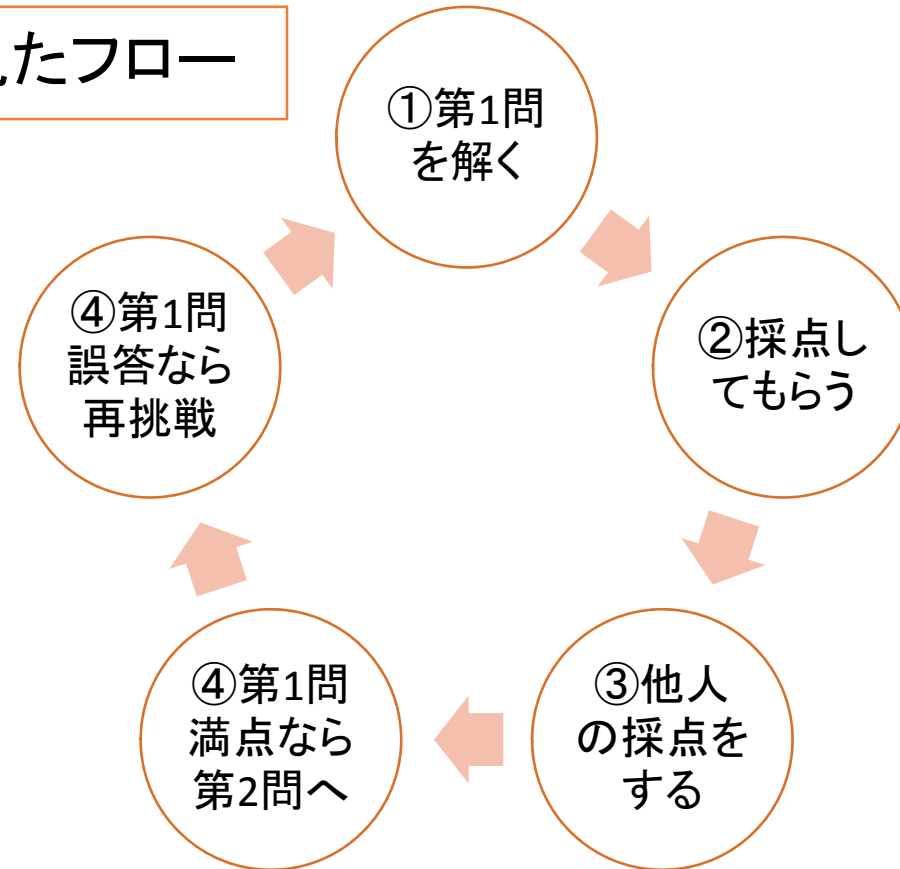 たフロー
①第1問
を解く
②採点し
てもらう
③他人
の採点を
する
④第1問
満点なら
第2問へ
④第1問
誤答なら
再挑戦